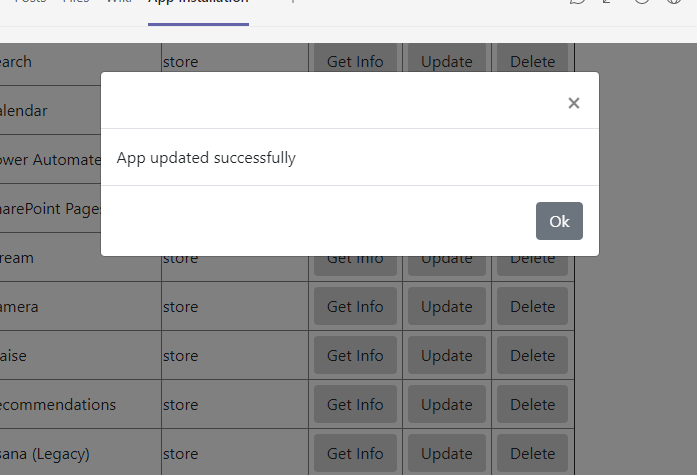 Posts Files Wiki App Installation
earch store Get Info Update Delete
×
alendar
App updated successfully
ower Automate
harePoint Pages
Ok
ream store Get Info Update Delete
amera store Get Info Update Delete
aise store Get Info Update Delete
ecommendations store Get Info Update Delete
sana (Legacy) store Get Info Update Delete